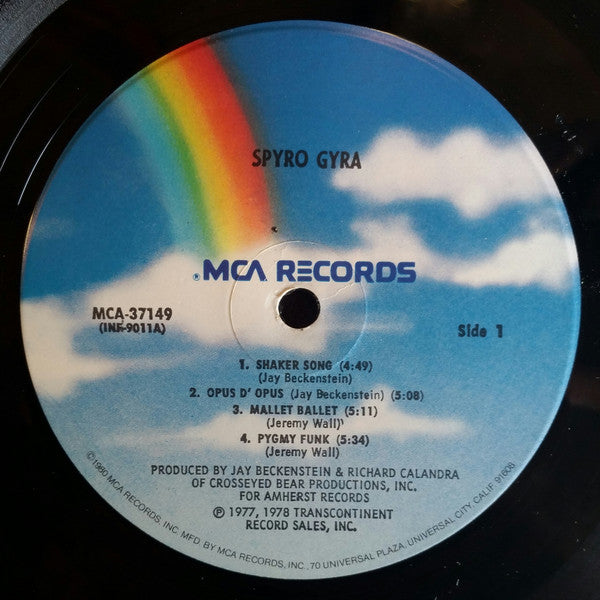 SPYRO GYRA
®MCA RECORDS
MCA-37149
(INF-9011A)
Side 1
1. SHAKER SONG (4:49)
(Jay Beckenstein)
2. OPUS D' OPUS (Jay Beckenstein) (5:08)
3. MALLET BALLET (5:11)
(Jeremy Wall)
4. PYGMY FUNK (5:34)
(Jeremy Wall)
PRODUCED BY JAY BECKENSTEIN & RICHARD CALANDRA
OF CROSSEYED BEAR PRODUCTIONS, INC.
FOR AMHERST RECORDS
℗ 1977, 1978 TRANSCONTINENT
RECORD SALES, INC.
©1980 MCA RECORDS, INC. MFD. BY MCA RECORDS, INC., 70 UNIVERSAL PLAZA, UNIVERSAL CITY, CALIF. 91608